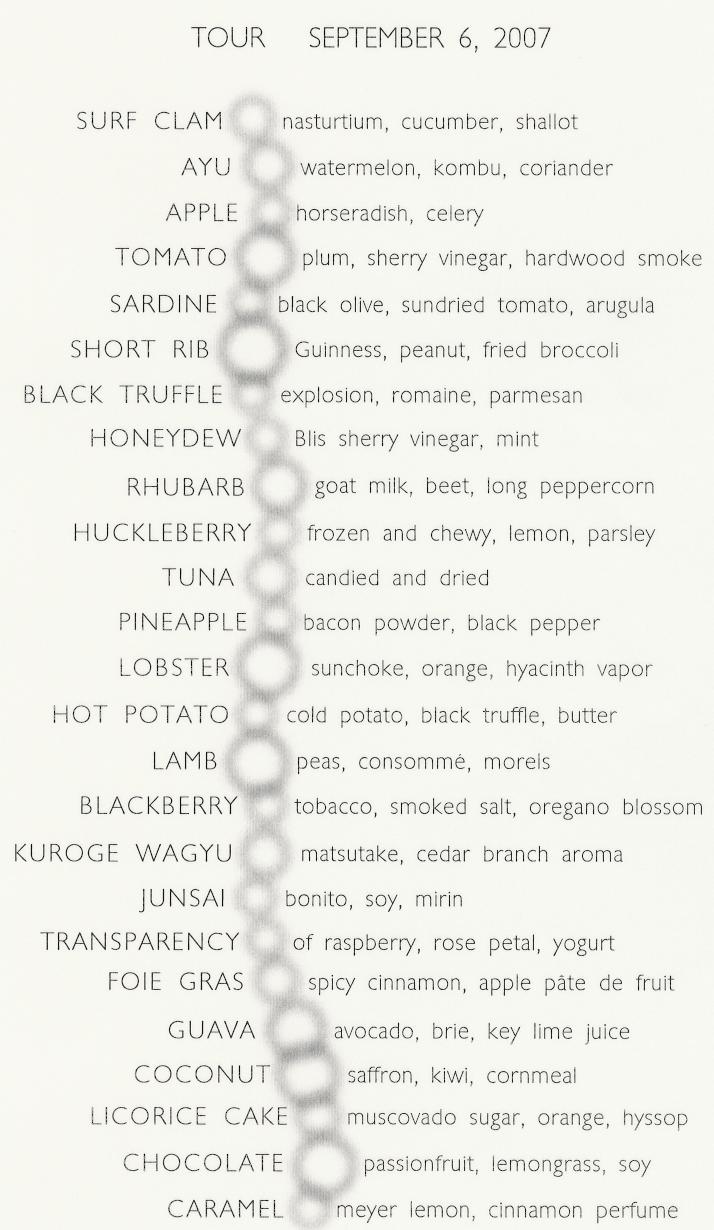 TOUR SEPTEMBER 6, 2007
SURF CLAM nasturtium, cucumber, shallot
AYU watermelon, kombu, coriander
APPLE horseradish, celery
TOMATO plum, sherry vinegar, hardwood smoke
SARDINE black olive, sundried tomato, arugula
SHORT RIB Guinness, peanut, fried broccoli
BLACK TRUFFLE explosion, romaine, parmesan
HONEYDEW Blis sherry vinegar, mint
RHUBARB goat milk, beet, long peppercorn
HUCKLEBERRY frozen and chewy, lemon, parsley
TUNA candied and dried
PINEAPPLE bacon powder, black pepper
LOBSTER sunchoke, orange, hyacinth vapor
HOT POTATO cold potato, black truffle, butter
LAMB peas, consommé, morels
BLACKBERRY tobacco, smoked salt, oregano blossom
KUROGE WAGYU matsutake, cedar branch aroma
JUNSAI bonito, soy, mirin
TRANSPARENCY of raspberry, rose petal, yogurt
FOIE GRAS spicy cinnamon, apple pâte de fruit
GUAVA avocado, brie, key lime juice
COCONUT saffron, kiwi, cornmeal
LICORICE CAKE muscovado sugar, orange, hyssop
CHOCOLATE passionfruit, lemongrass, soy
CARAMEL meyer lemon, cinnamon perfume